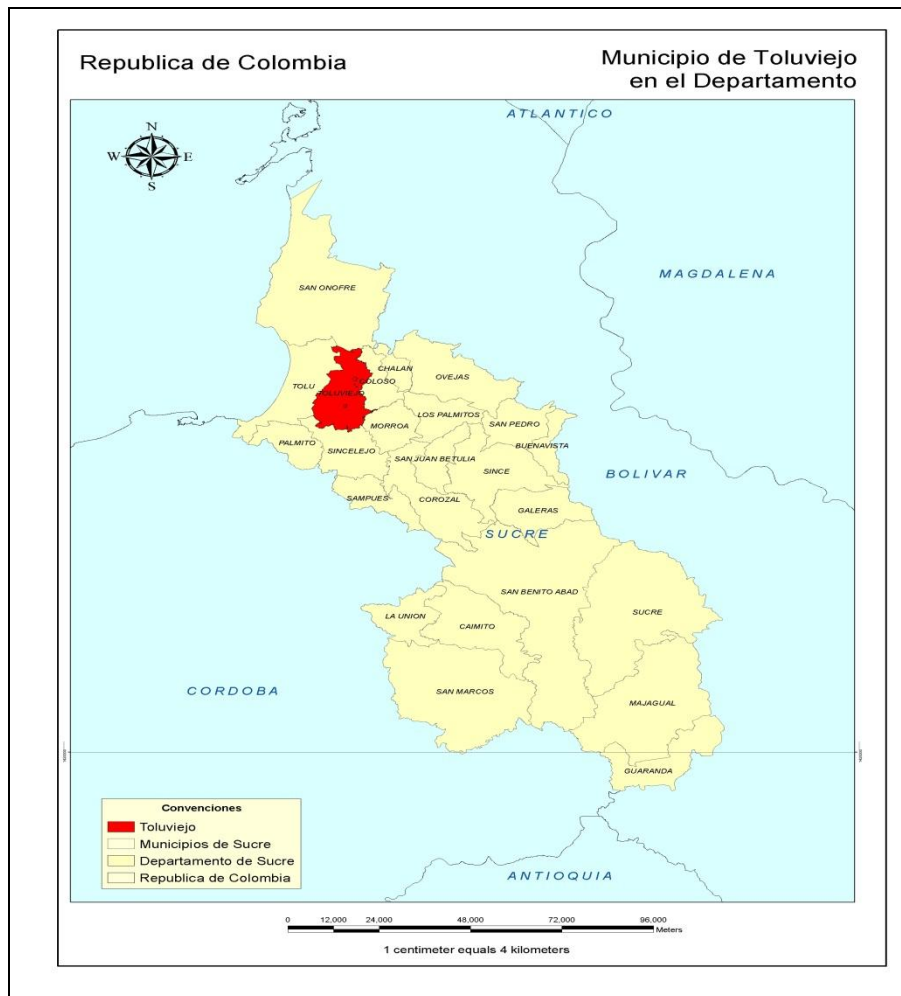 Republica de Colombia
Municipio de Toluviejo
en el Departamento
ATLANTICO
N
W E
S
MAGDALENA
SAN ONOFRE
CHALAN
OVEJAS
TOLU
COLOSO
TOLUVIEJO
LOS PALMITOS
SAN PEDRO
MORROA
PALMITO
SINCELEJO
BUENAVISTA
SAN JUAN BETULIA
SINCE
BOLIVAR
SAMPUES
COROZAL
GALERAS
SUCRE
SAN BENITO ABAD
SUCRE
LA UNION
CAIMITO
CORDOBA
SAN MARCOS
MAJAGUAL
GUARANDA
Convenciones
Toluviejo
Municipios de Sucre
Departamento de Sucre
Republica de Colombia
ANTIOQUIA
0 12,000 24,000 48,000 72,000 96,000
Meters
1 centimeter equals 4 kilometers